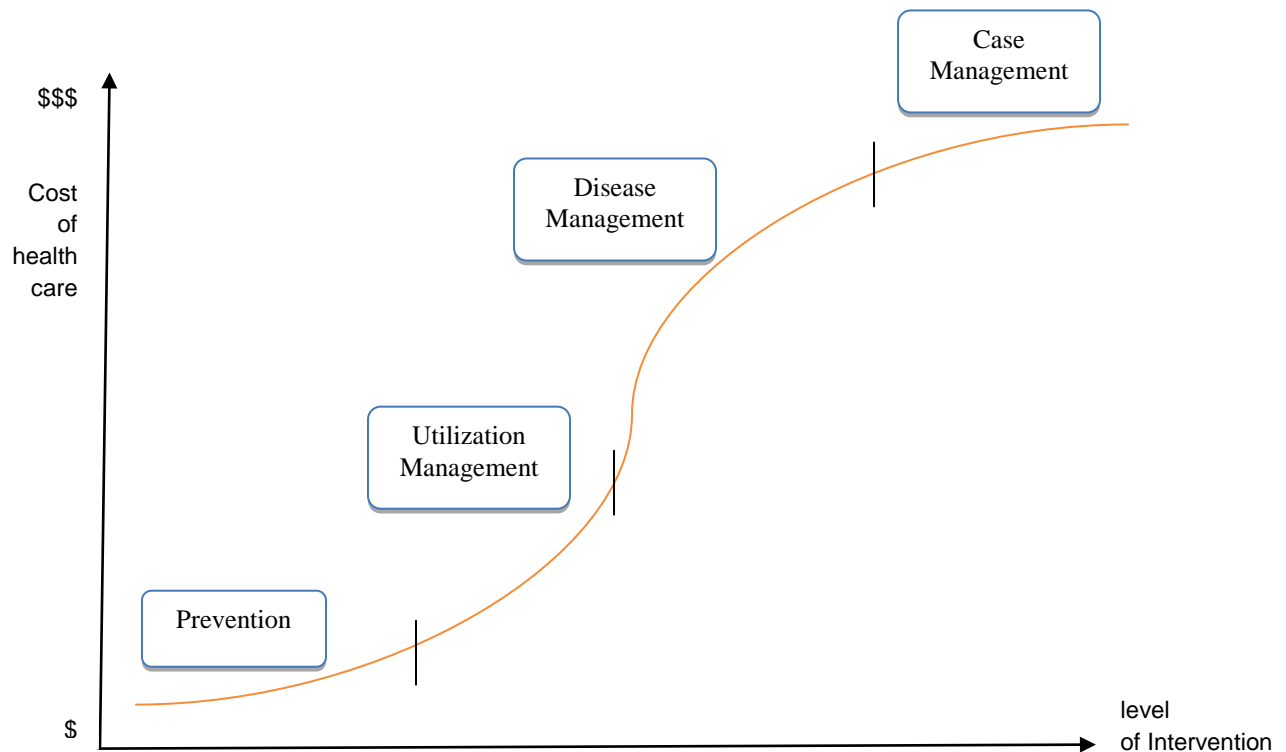 Case
Management
$$$
Disease
Management
Cost
of
health
care
Utilization
Management
Prevention
$
level
of Intervention